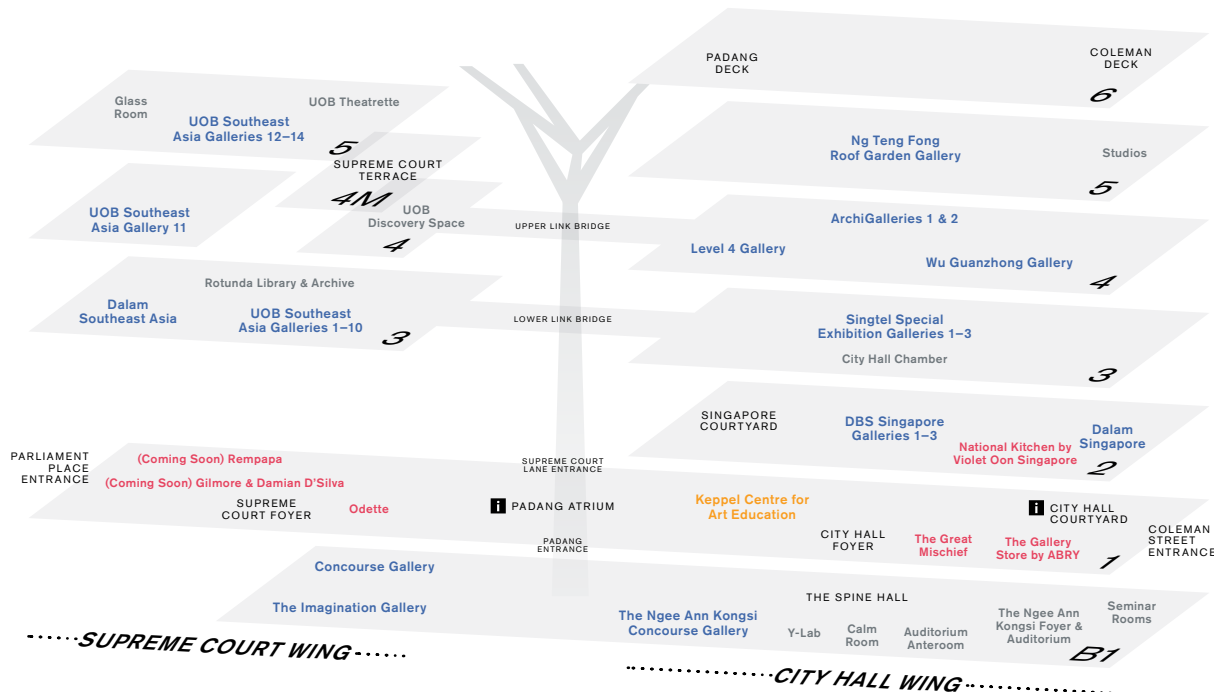 PADANG
DECK
COLEMAN
DECK
6
Glass
Room
UOB Theatrette
UOB Southeast
Asia Galleries 12–14
5
Ng Teng Fong
Roof Garden Gallery
Studios
5
SUPREME COURT
TERRACE
4M
UOB Southeast
Asia Gallery 11
UOB
Discovery Space
4
UPPER LINK BRIDGE
ArchiGalleries 1 & 2
Level 4 Gallery
Wu Guanzhong Gallery
4
Rotunda Library & Archive
Dalam
Southeast Asia
UOB Southeast
Asia Galleries 1–10
3
LOWER LINK BRIDGE
Singtel Special
Exhibition Galleries 1–3
City Hall Chamber
3
SINGAPORE
COURTYARD
DBS Singapore
Galleries 1–3
National Kitchen by
Violet Oon Singapore
Dalam
Singapore
2
PARLIAMENT
PLACE
ENTRANCE
(Coming Soon) Rempapa
(Coming Soon) Gilmore & Damian D’Silva
SUPREME
COURT FOYER
Odette
SUPREME COURT
LANE ENTRANCE
i PADANG ATRIUM
PADANG
ENTRANCE
Keppel Centre for
Art Education
CITY HALL
FOYER
The Great
Mischief
i CITY HALL
COURTYARD
The Gallery
Store by ABRY
COLEMAN
STREET
ENTRANCE
1
Concourse Gallery
The Imagination Gallery
The Ngee Ann Kongsi
Concourse Gallery
THE SPINE HALL
Y-Lab
Calm
Room
Auditorium
Anteroom
The Ngee Ann
Kongsi Foyer &
Auditorium
Seminar
Rooms
B1
SUPREME COURT WING
CITY HALL WING